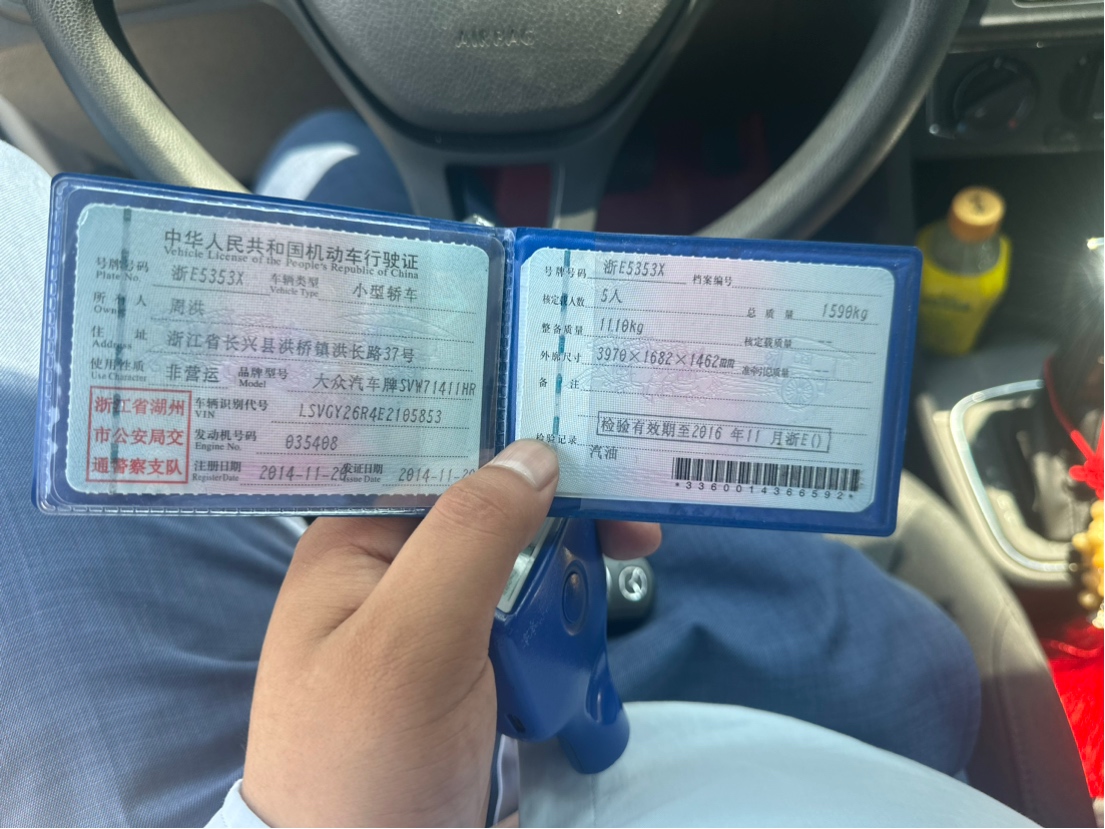 AIRBAG
中华人民共和国机动车行驶证
Vehicle License of the People's Republic of China
号牌号码 浙E5353X 车辆类型 小型轿车
Plate No. Vehicle Type
所有人 周洪
Owner
住址 浙江省长兴县洪桥镇洪长路37号
Address
使用性质 非营运 品牌型号 大众汽车牌SVW71411HR
Use Character Model
浙江省湖州
市公安局交
通警察支队
车辆识别代号 LSVGY26R4E2105853
VIN
发动机号码 035408
Engine No.
注册日期 2014-11-20 发证日期 2014-11-20
Register Date Issue Date
号牌号码 浙E5353X 档案编号
核定载人数 5人 总质量 1590kg
整备质量 1110kg 核定载质量 --
外廓尺寸 3970×1682×1462mm 准牵引总质量 --
备注
检验记录 检验有效期至2016年11月浙E()
汽油
*3360014366592*